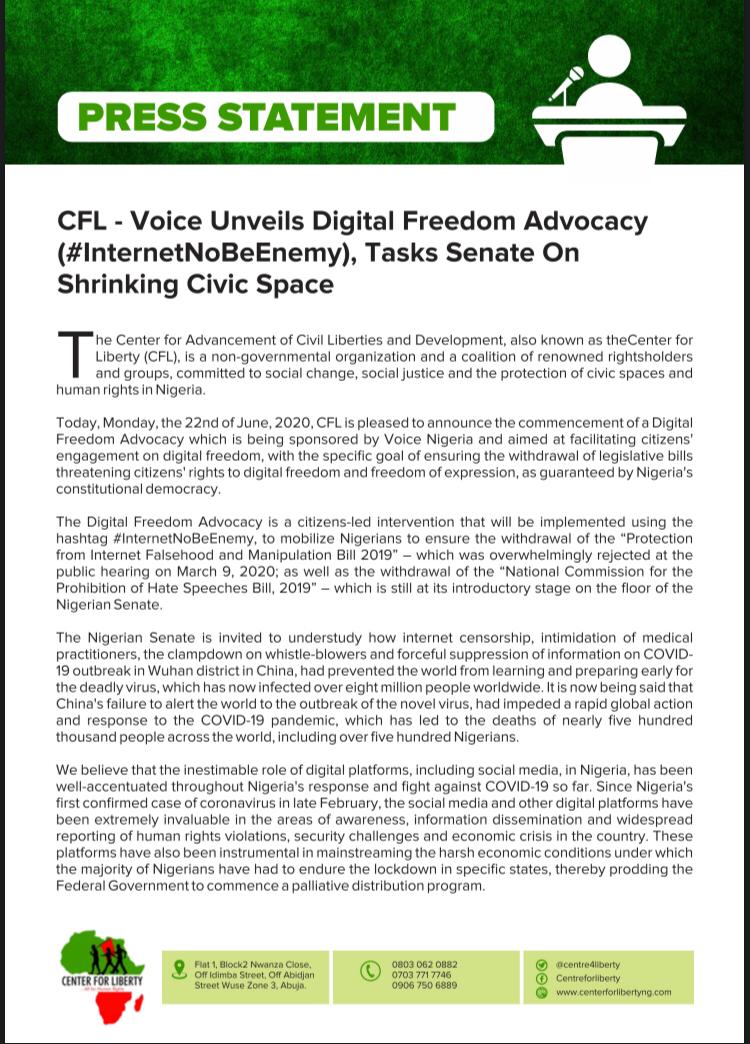 PRESS STATEMENT
CFL - Voice Unveils Digital Freedom Advocacy
(#InternetNoBeEnemy), Tasks Senate On
Shrinking Civic Space
The Center for Advancement of Civil Liberties and Development, also known as theCenter for
Liberty (CFL), is a non-governmental organization and a coalition of renowned rightsholders
and groups, committed to social change, social justice and the protection of civic spaces and
human rights in Nigeria.
Today, Monday, the 22nd of June, 2020, CFL is pleased to announce the commencement of a Digital
Freedom Advocacy which is being sponsored by Voice Nigeria and aimed at facilitating citizens'
engagement on digital freedom, with the specific goal of ensuring the withdrawal of legislative bills
threatening citizens' rights to digital freedom and freedom of expression, as guaranteed by Nigeria's
constitutional democracy.
The Digital Freedom Advocacy is a citizens-led intervention that will be implemented using the
hashtag #InternetNoBeEnemy, to mobilize Nigerians to ensure the withdrawal of the “Protection
from Internet Falsehood and Manipulation Bill 2019” – which was overwhelmingly rejected at the
public hearing on March 9, 2020; as well as the withdrawal of the “National Commission for the
Prohibition of Hate Speeches Bill, 2019” – which is still at its introductory stage on the floor of the
Nigerian Senate.
The Nigerian Senate is invited to understudy how internet censorship, intimidation of medical
practitioners, the clampdown on whistle-blowers and forceful suppression of information on COVID-
19 outbreak in Wuhan district in China, had prevented the world from learning and preparing early for
the deadly virus, which has now infected over eight million people worldwide. It is now being said that
China's failure to alert the world to the outbreak of the novel virus, had impeded a rapid global action
and response to the COVID-19 pandemic, which has led to the deaths of nearly five hundred
thousand people across the world, including over five hundred Nigerians.
We believe that the inestimable role of digital platforms, including social media, in Nigeria, has been
well-accentuated throughout Nigeria's response and fight against COVID-19 so far. Since Nigeria's
first confirmed case of coronavirus in late February, the social media and other digital platforms have
been extremely invaluable in the areas of awareness, information dissemination and widespread
reporting of human rights violations, security challenges and economic crisis in the country. These
platforms have also been instrumental in mainstreaming the harsh economic conditions under which
the majority of Nigerians have had to endure the lockdown in specific states, thereby prodding the
Federal Government to commence a palliative distribution program.
CENTER FOR LIBERTY
Flat 1, Block2 Nwanza Close,
Off Idimba Street, Off Abidjan
Street Wuse Zone 3, Abuja.
0803 062 0882
0703 771 7746
0906 750 6889
@centre4liberty
Centreforliberty
www.centerforlibertyng.com